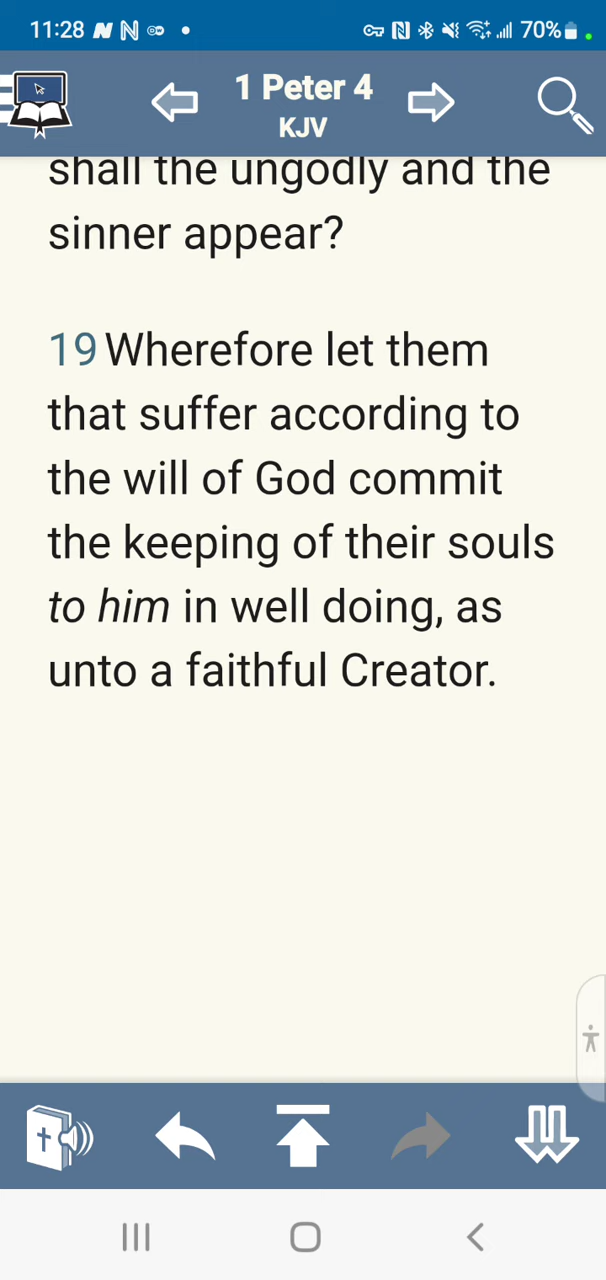 11:28 70%
1 Peter 4
KJV
shall the ungodly and the
sinner appear?
19 Wherefore let them
that suffer according to
the will of God commit
the keeping of their souls
to him in well doing, as
unto a faithful Creator.